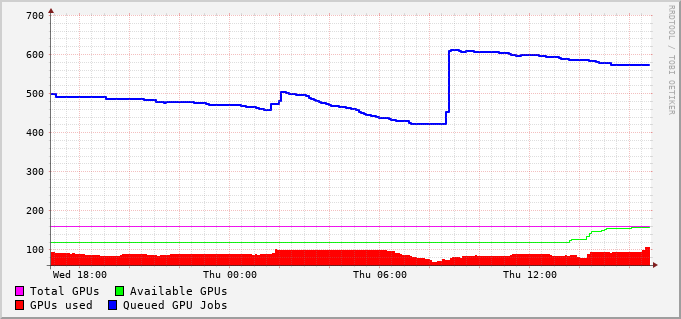 700
600
500
400
300
200
100
Wed 18:00 Thu 00:00 Thu 06:00 Thu 12:00
Total GPUs Available GPUs
GPUs used Queued GPU Jobs
RRDTOOL / TOBI OETIKER